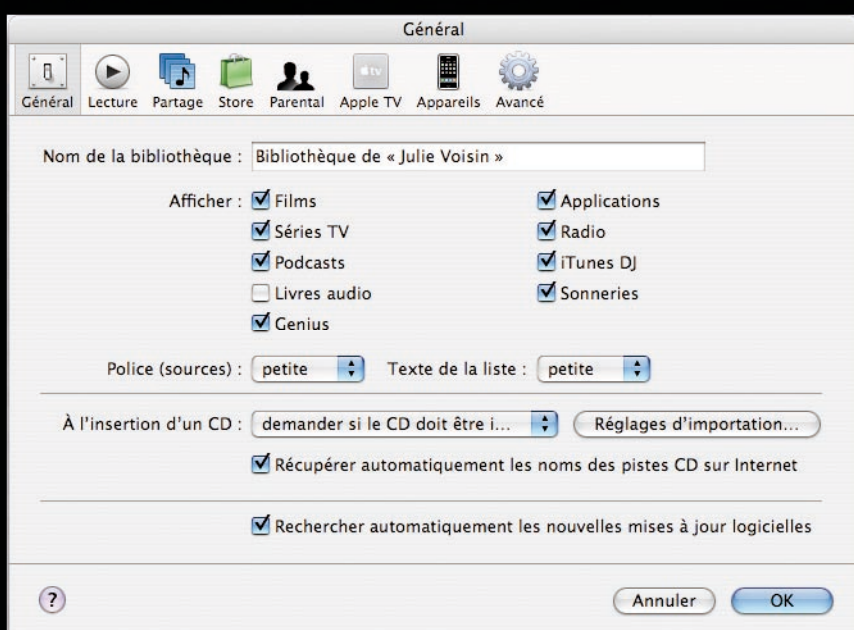 Général
Général Lecture Partage Store Parental Apple TV Appareils Avancé
Nom de la bibliothèque : Bibliothèque de « Julie Voisin »
Afficher : Films Applications
Séries TV Radio
Podcasts iTunes DJ
Livres audio Sonneries
Genius
Police (sources) : petite Texte de la liste : petite
À l'insertion d'un CD : demander si le CD doit être i... Réglages d'importation...
Récupérer automatiquement les noms des pistes CD sur Internet
Rechercher automatiquement les nouvelles mises à jour logicielles
? Annuler OK